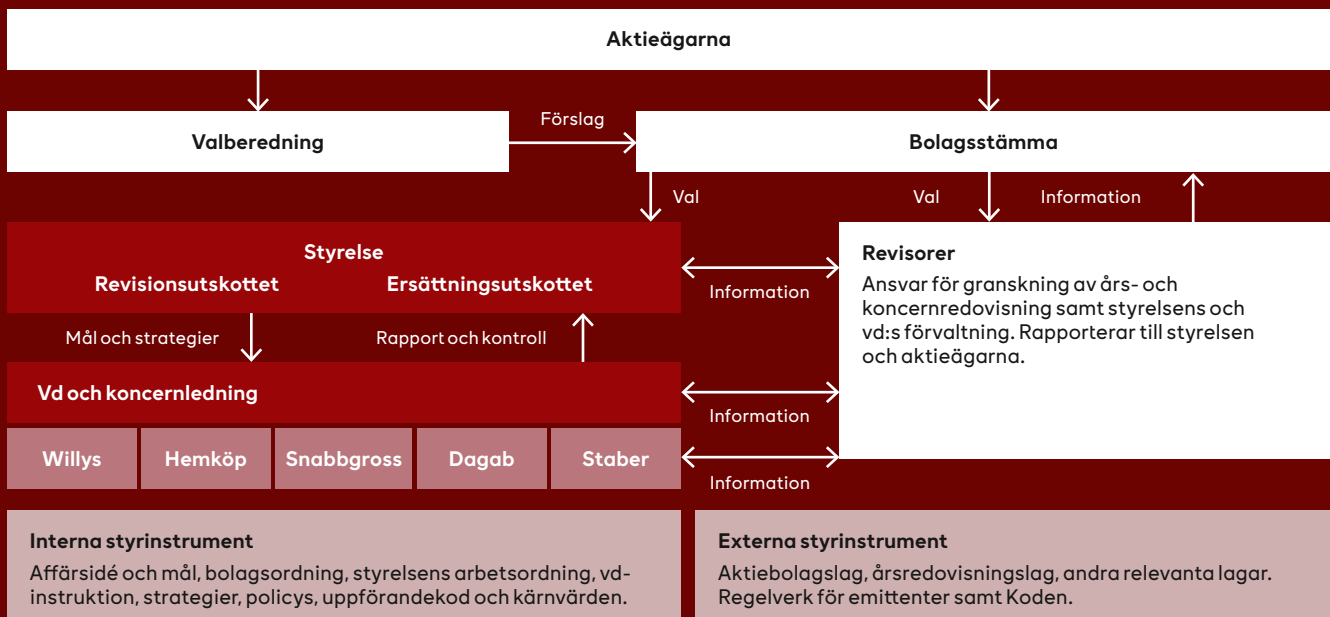 Aktieägarna
Valberedning
Förslag
Bolagsstämma
Val
Val
Information
Styrelse
Revisionsutskottet
Ersättningsutskottet
Information
Revisorer
Ansvar för granskning av års- och
koncernredovisning samt styrelsens och
vd:s förvaltning. Rapporterar till styrelsen
och aktieägarna.
Mål och strategier
Rapport och kontroll
Vd och koncernledning
Information
Willys
Hemköp
Snabbgross
Dagab
Staber
Information
Interna styrinstrument
Affärsidé och mål, bolagsordning, styrelsens arbetsordning, vd-
instruktion, strategier, policys, uppförandekod och kärnvärden.
Externa styrinstrument
Aktiebolagslag, årsredovisningslag, andra relevanta lagar.
Regelverk för emittenter samt Koden.